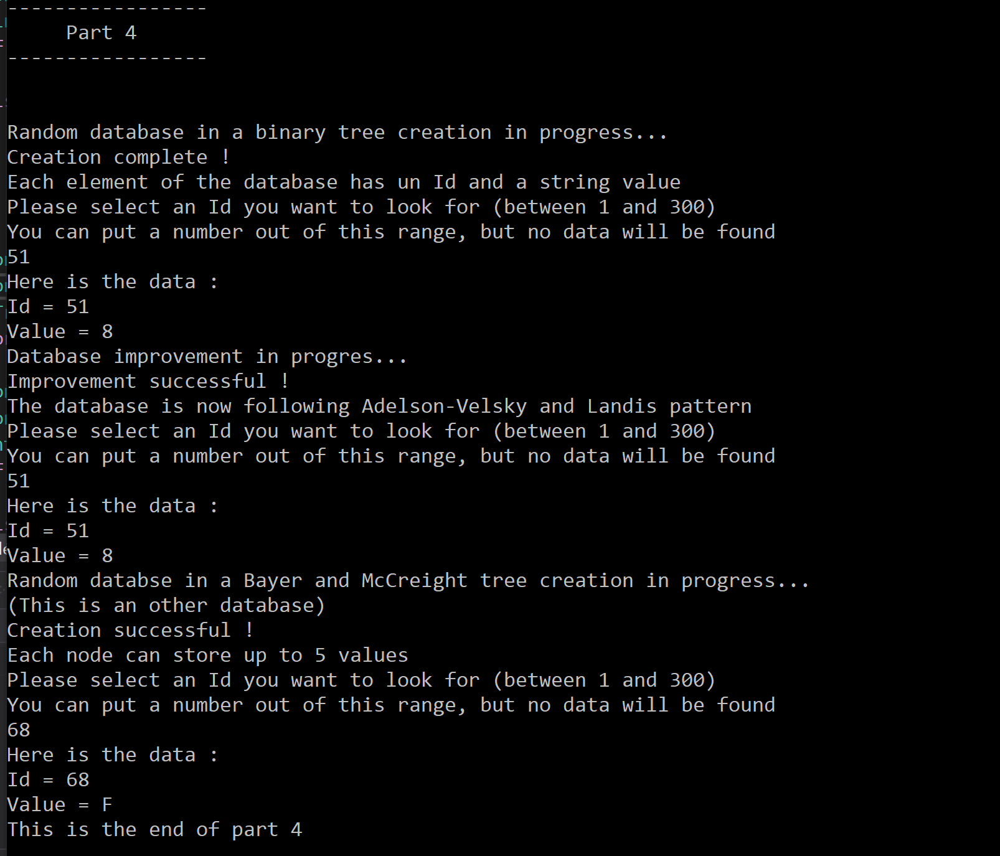 -----------------
Part 4
-----------------
Random database in a binary tree creation in progress...
Creation complete !
Each element of the database has un Id and a string value
Please select an Id you want to look for (between 1 and 300)
You can put a number out of this range, but no data will be found
51
Here is the data :
Id = 51
Value = 8
Database improvement in progres...
Improvement successful !
The database is now following Adelson-Velsky and Landis pattern
Please select an Id you want to look for (between 1 and 300)
You can put a number out of this range, but no data will be found
51
Here is the data :
Id = 51
Value = 8
Random databse in a Bayer and McCreight tree creation in progress...
(This is an other database)
Creation successful !
Each node can store up to 5 values
Please select an Id you want to look for (between 1 and 300)
You can put a number out of this range, but no data will be found
68
Here is the data :
Id = 68
Value = F
This is the end of part 4